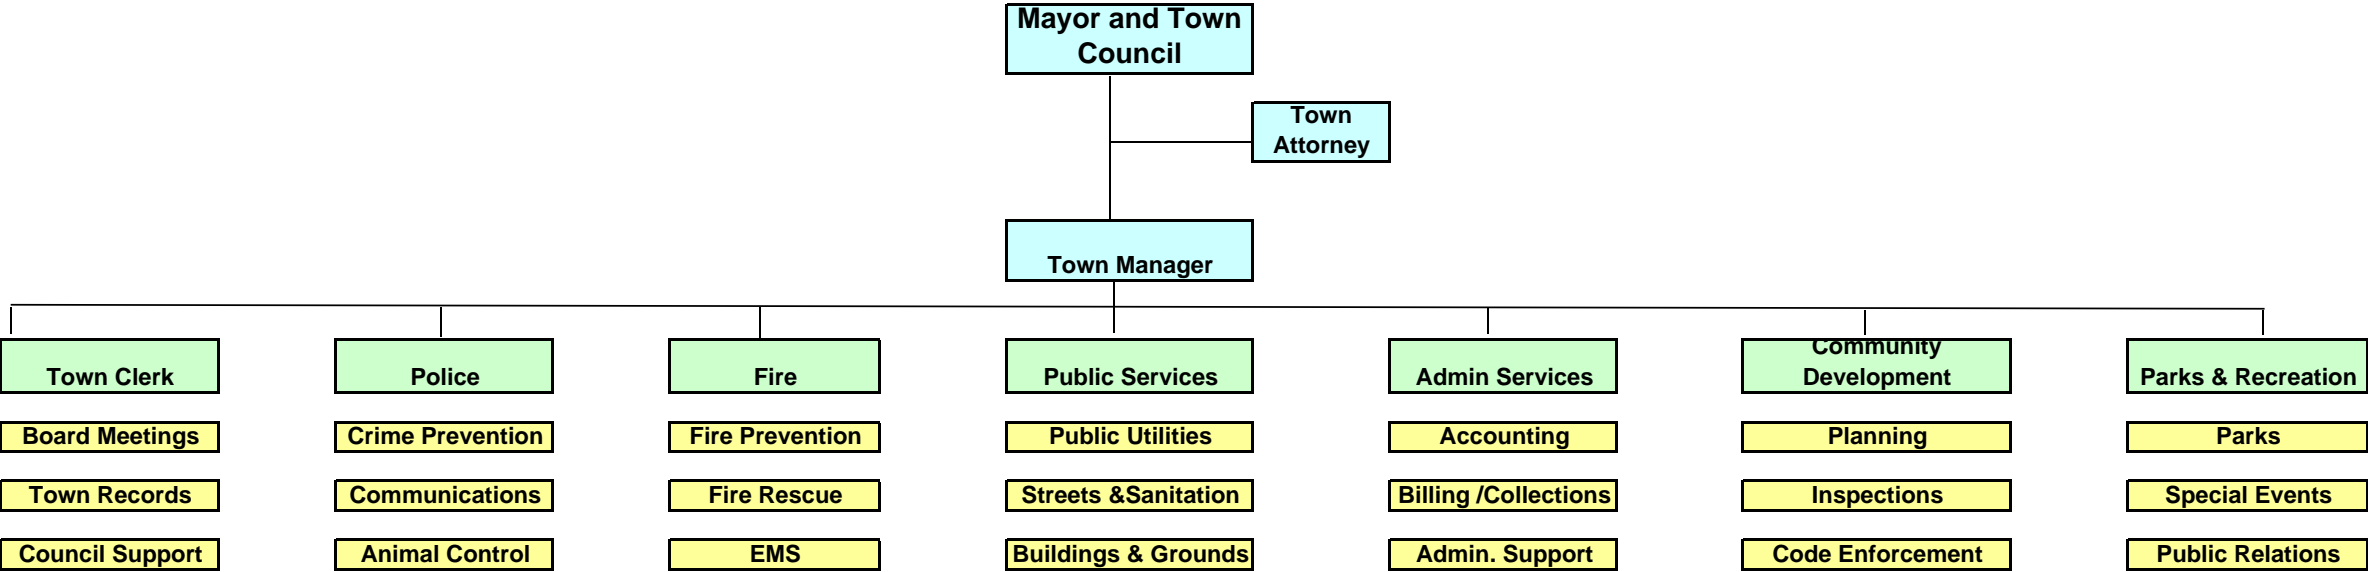 Mayor and Town
Council
Town
Attorney
Town Manager
Town Clerk
Police
Fire
Public Services
Admin Services
Community
Development
Parks & Recreation
Board Meetings
Crime Prevention
Fire Prevention
Public Utilities
Accounting
Planning
Parks
Town Records
Communications
Fire Rescue
Streets &Sanitation
Billing /Collections
Inspections
Special Events
Council Support
Animal Control
EMS
Buildings & Grounds
Admin. Support
Code Enforcement
Public Relations